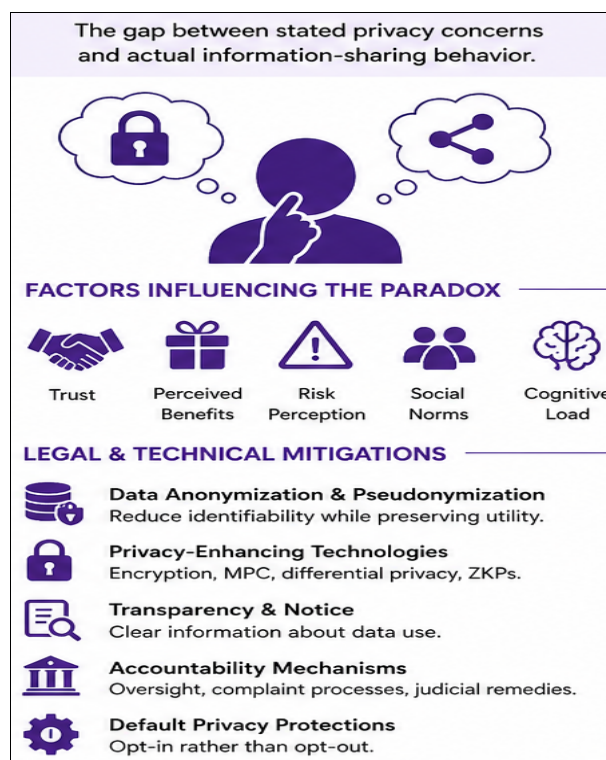 The gap between stated privacy concerns
and actual information-sharing behavior.
FACTORS INFLUENCING THE PARADOX
Trust
Perceived
Benefits
Risk
Perception
Social
Norms
Cognitive
Load
LEGAL & TECHNICAL MITIGATIONS
Data Anonymization & Pseudonymization
Reduce identifiability while preserving utility.
Privacy-Enhancing Technologies
Encryption, MPC, differential privacy, ZKPs.
Transparency & Notice
Clear information about data use.
Accountability Mechanisms
Oversight, complaint processes, judicial remedies.
Default Privacy Protections
Opt-in rather than opt-out.